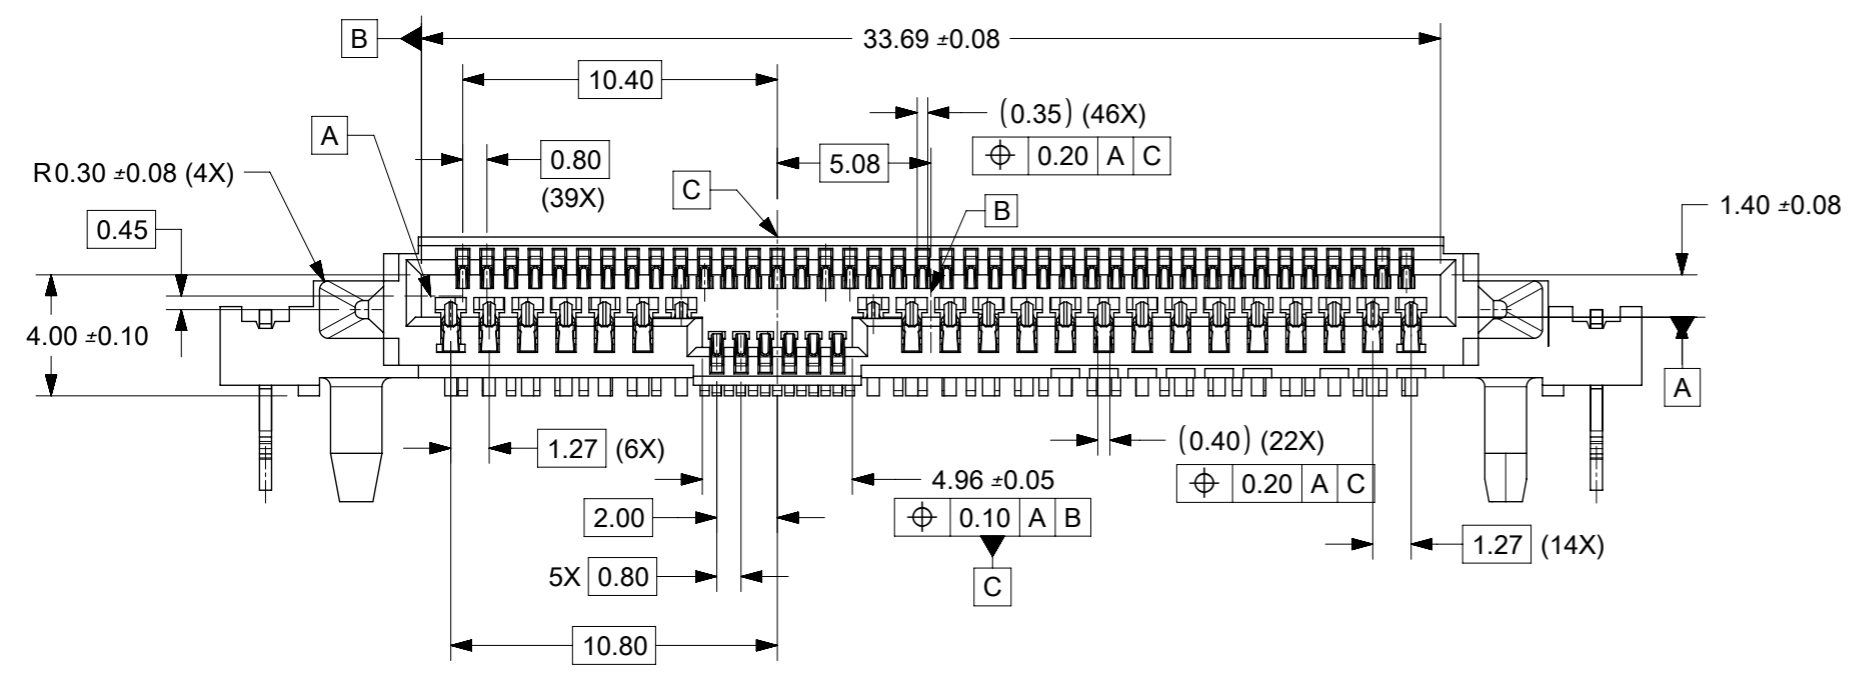 B
33.69 ±0.08
10.40
(0.35) (46X)
A
0.80
5.08
⌖ 0.20 A C
R0.30 ±0.08 (4X)
(39X)
C
B
1.40 ±0.08
0.45
4.00 ±0.10
A
1.27 (6X)
(0.40) (22X)
4.96 ±0.05
⌖ 0.20 A C
2.00
⌖ 0.10 A B
1.27 (14X)
5X 0.80
C
10.80